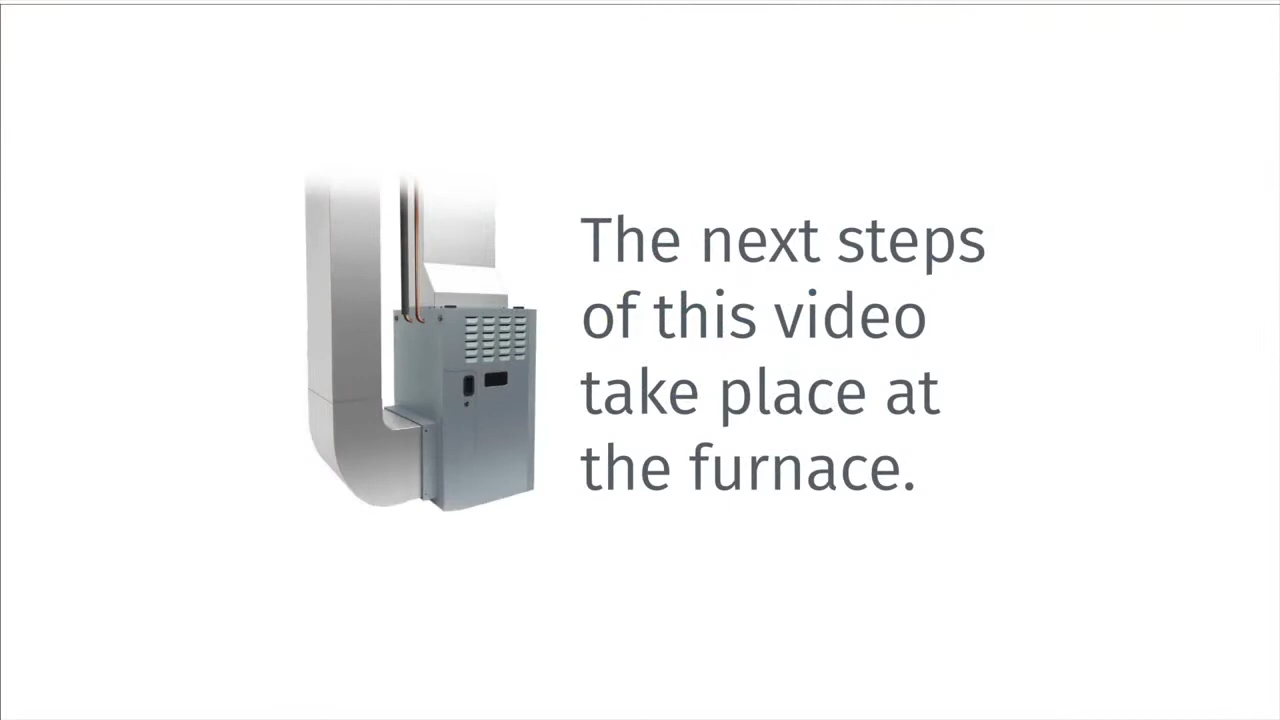 The next steps
of this video
take place at
the furnace.